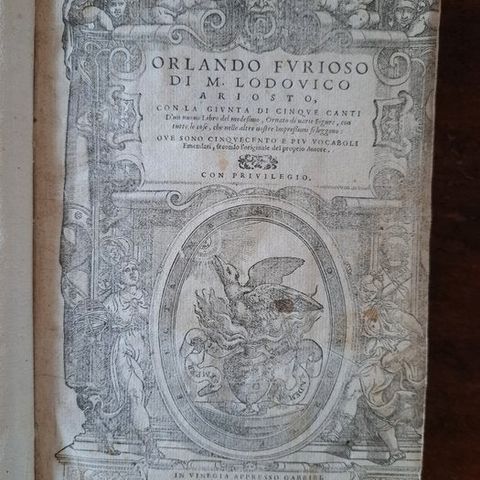 ORLANDO FVRIOSO
DI M. LODOVICO
ARIOSTO,
CON LA GIVNTA DI CINQVE CANTI
D'un nuouo Libro del medesimo, Ornato di uarie figure, con
tutte le cose, che nelle altre nostre Impressioni si leggono:
OVE SONO CINQVECENTO E PIV VOCABOLI
Emendati, secondo l'originale del proprio Autore.
CON PRIVILEGIO.
IN VINEGIA APPRESSO GABRIEL